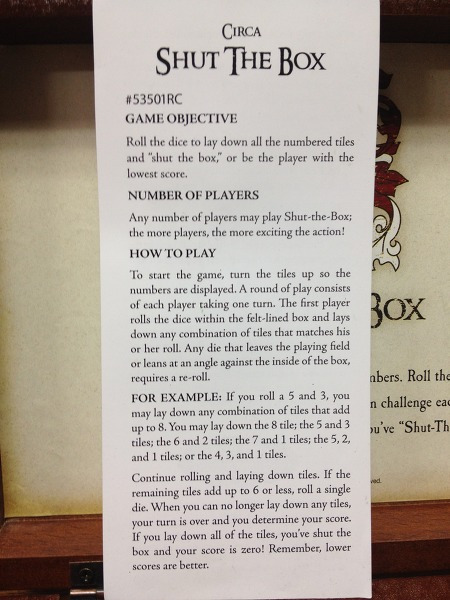 CIRCA
SHUT THE BOX
#53501RC
GAME OBJECTIVE
Roll the dice to lay down all the numbered tiles
and "shut the box," or be the player with the
lowest score.
NUMBER OF PLAYERS
Any number of players may play Shut-the-Box;
the more players, the more exciting the action!
HOW TO PLAY
To start the game, turn the tiles up so the
numbers are displayed. A round of play consists
of each player taking one turn. The first player
rolls the dice within the felt-lined box and lays
down any combination of tiles that matches his
or her roll. Any die that leaves the playing field
or leans at an angle against the inside of the box,
requires a re-roll.
FOR EXAMPLE: If you roll a 5 and 3, you
may lay down any combination of tiles that add
up to 8. You may lay down the 8 tile; the 5 and 3
tiles; the 6 and 2 tiles; the 7 and 1 tiles; the 5, 2,
and 1 tiles; or the 4, 3, and 1 tiles.
Continue rolling and laying down tiles. If the
remaining tiles add up to 6 or less, roll a single
die. When you can no longer lay down any tiles,
your turn is over and you determine your score.
If you lay down all of the tiles, you've shut the
box and your score is zero! Remember, lower
scores are better.
BOX
mbers. Roll the
n challenge eac
ou've "Shut-Th
ved.